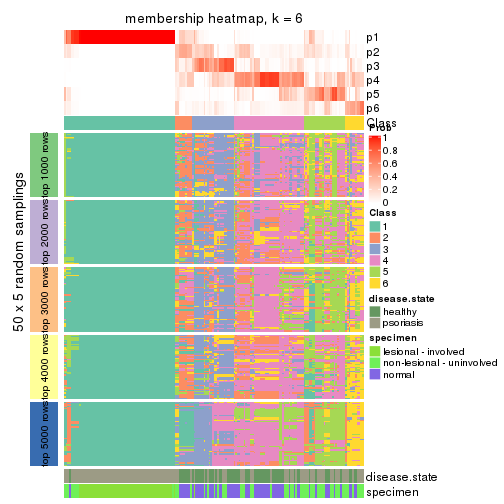 membership heatmap, k = 6
p1
p2
p3
p4
p5
p6
Class
Prob
1
0.8
0.6
0.4
0.2
0
Class
1
2
3
4
5
6
disease.state
healthy
psoriasis
specimen
lesional - involved
non-lesional - uninvolved
normal
50 x 5 random samplings
top 1000 rows
top 2000 rows
top 3000 rows
top 4000 rows
top 5000 rows
disease.state
specimen